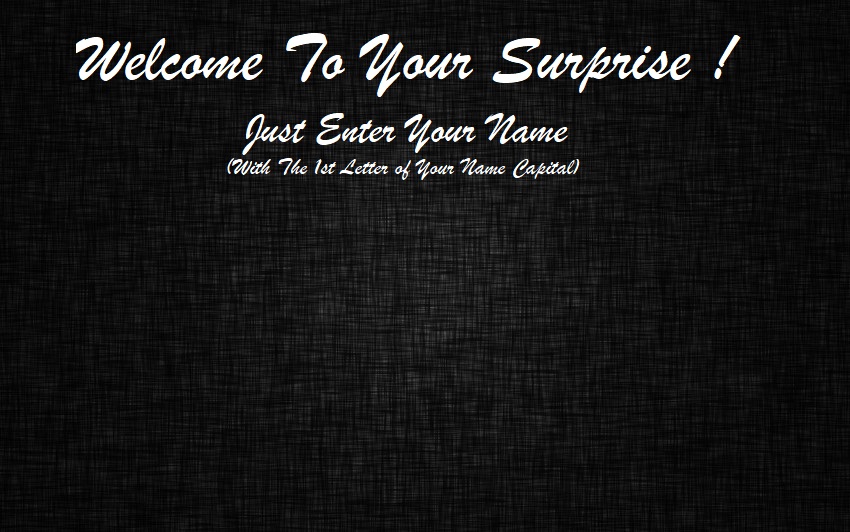 Welcome To Your Surprise !
Just Enter Your Name
(With The 1st Letter of Your Name Capital)